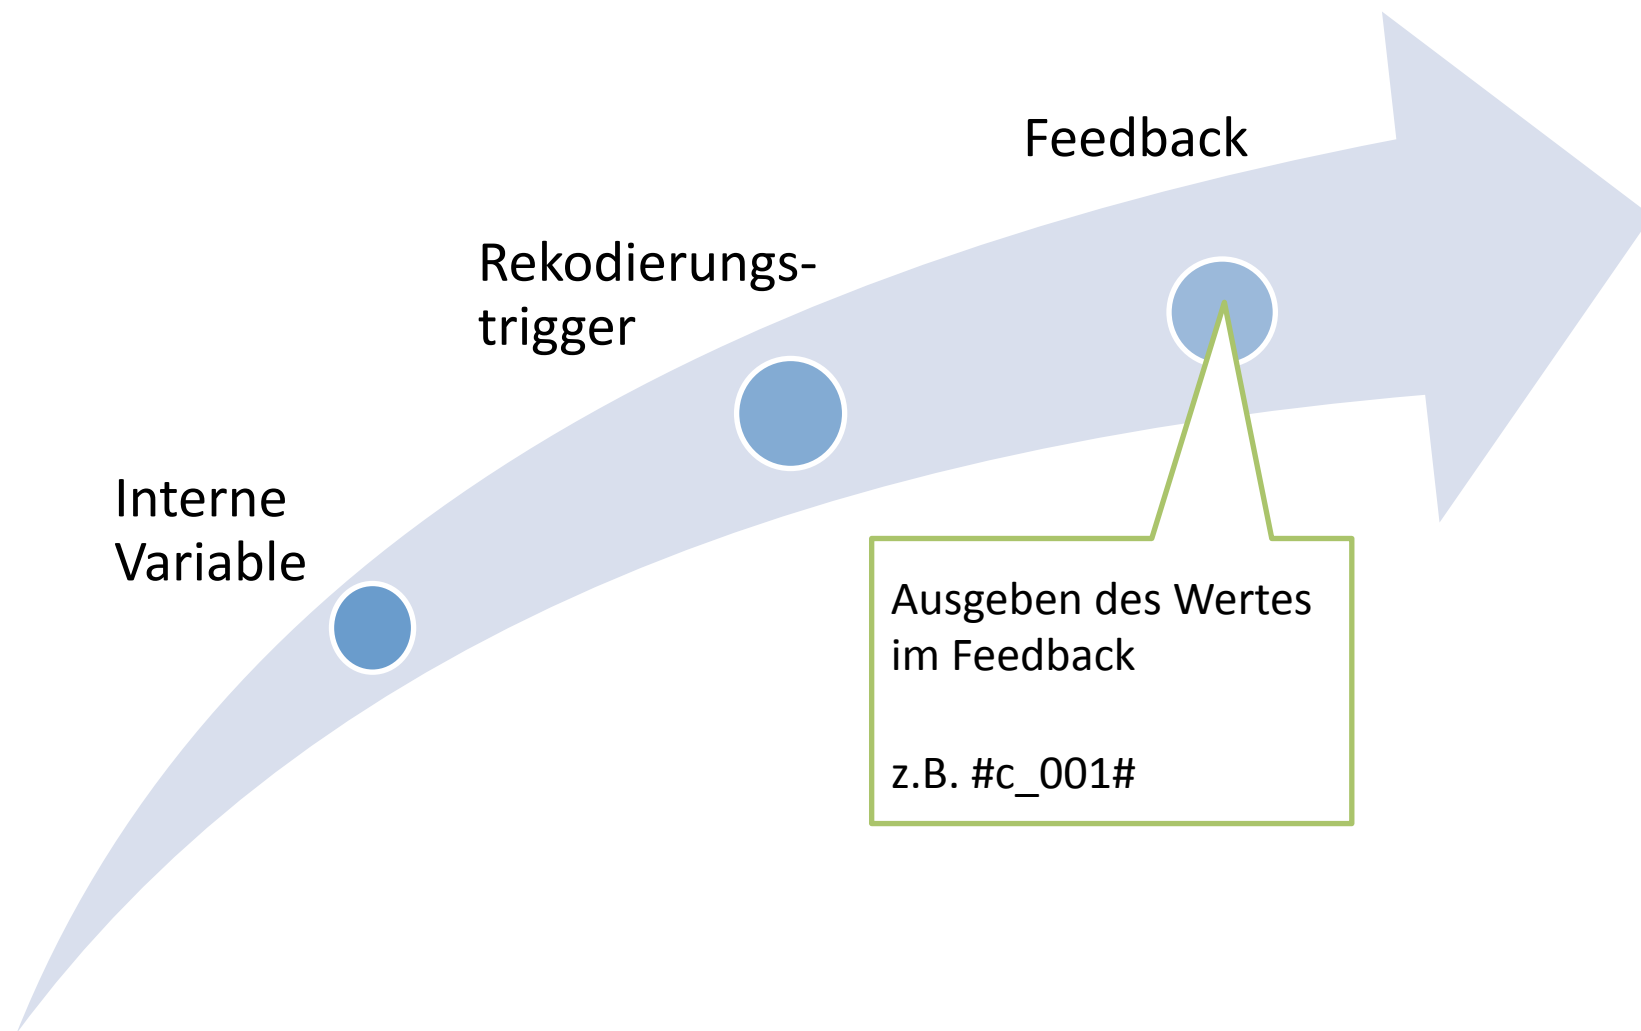 Interne
Variable
Rekodierungs-
trigger
Feedback
Ausgeben des Wertes
im Feedback
z.B. #c_001#